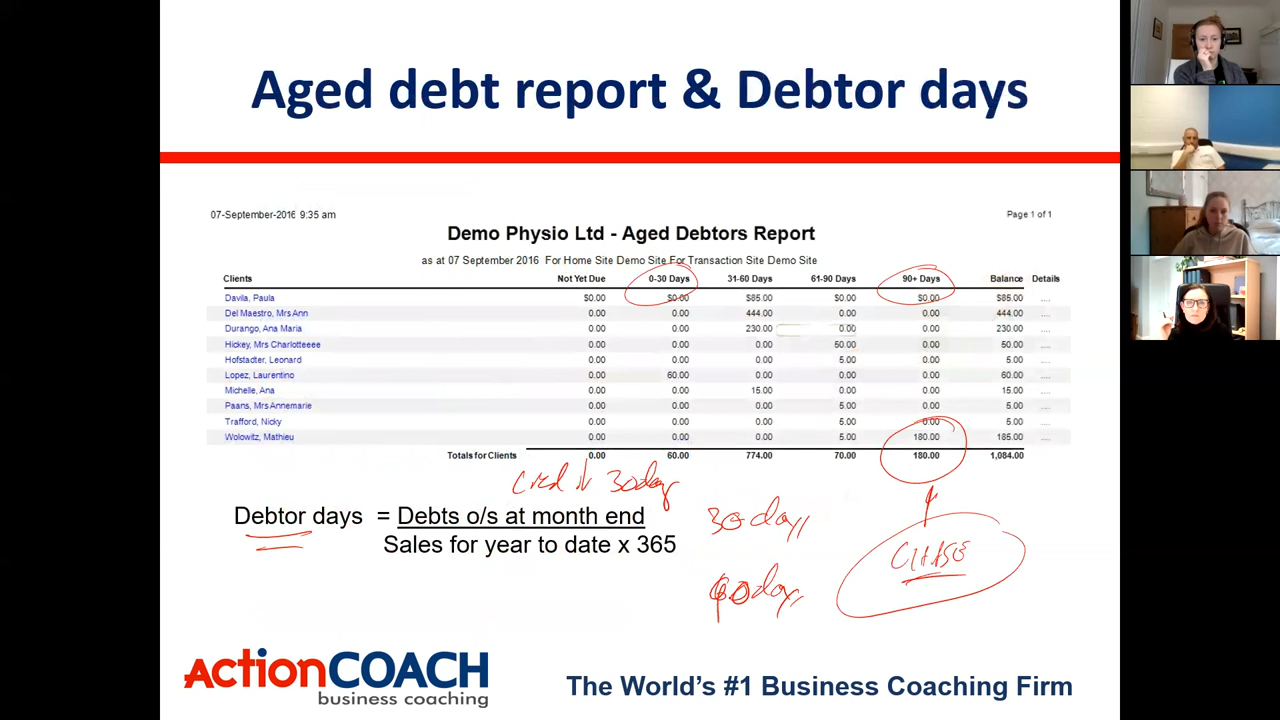 Aged debt report & Debtor days
07-September-2016 9:35 am
Page 1 of 1
Demo Physio Ltd - Aged Debtors Report
as at 07 September 2016 For Home Site Demo Site For Transaction Site Demo Site
Clients Not Yet Due 0-30 Days 31-60 Days 61-90 Days 90+ Days Balance Details
Davila, Paula $0.00 $0.00 $85.00 $0.00 $0.00 $85.00 ....
Del Maestro, Mrs Ann 0.00 0.00 444.00 0.00 0.00 444.00 ....
Durango, Ana Maria 0.00 0.00 230.00 0.00 0.00 230.00 ....
Hickey, Mrs Charlotteeee 0.00 0.00 0.00 50.00 0.00 50.00 ....
Hofstadter, Leonard 0.00 0.00 0.00 5.00 0.00 5.00 ....
Lopez, Laurentino 0.00 60.00 0.00 0.00 0.00 60.00 ....
Michelle, Ana 0.00 0.00 15.00 0.00 0.00 15.00 ....
Paans, Mrs Annemarie 0.00 0.00 0.00 5.00 0.00 5.00 ....
Trafford, Nicky 0.00 0.00 0.00 5.00 0.00 5.00 ....
Wolowitz, Mathieu 0.00 0.00 0.00 5.00 180.00 185.00 ....
Totals for Clients 0.00 60.00 774.00 70.00 180.00 1,084.00
Credit 30day
Debtor days = Debts o/s at month end
Sales for year to date x 365
30 days
days
CHASE
ActionCOACH
business coaching
The World's #1 Business Coaching Firm